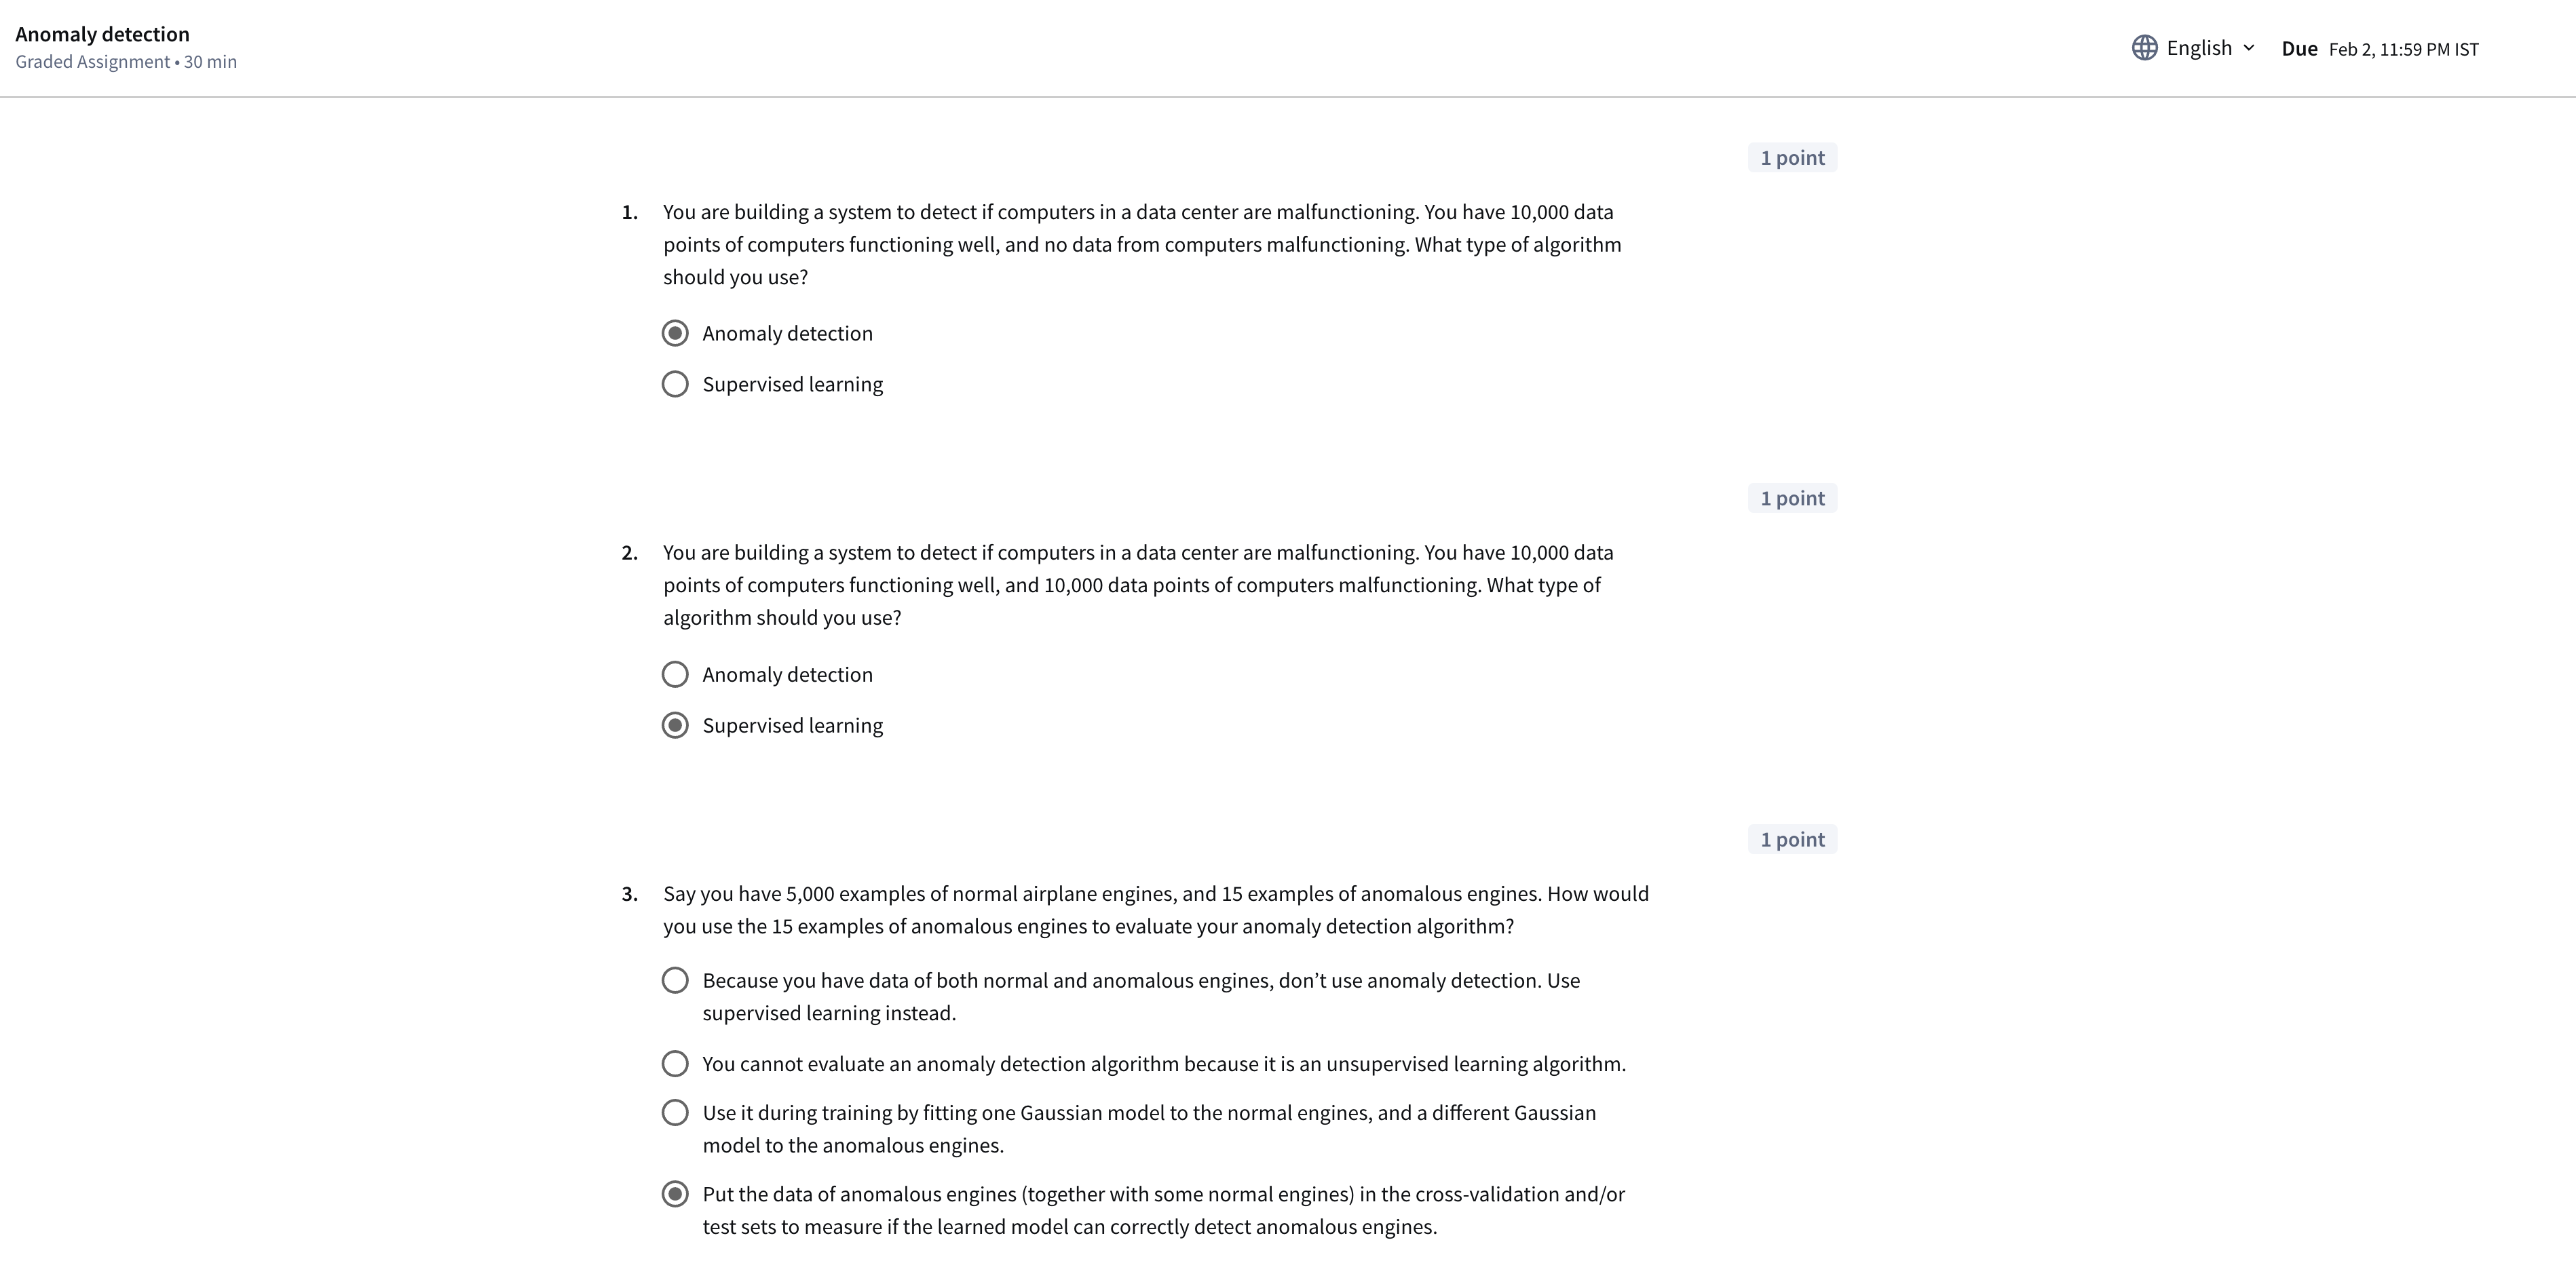 Anomaly detection
Graded Assignment • 30 min
English
Due Feb 2, 11:59 PM IST
1 point
1. You are building a system to detect if computers in a data center are malfunctioning. You have 10,000 data
points of computers functioning well, and no data from computers malfunctioning. What type of algorithm
should you use?
Anomaly detection
Supervised learning
1 point
2. You are building a system to detect if computers in a data center are malfunctioning. You have 10,000 data
points of computers functioning well, and 10,000 data points of computers malfunctioning. What type of
algorithm should you use?
Anomaly detection
Supervised learning
1 point
3. Say you have 5,000 examples of normal airplane engines, and 15 examples of anomalous engines. How would
you use the 15 examples of anomalous engines to evaluate your anomaly detection algorithm?
Because you have data of both normal and anomalous engines, don’t use anomaly detection. Use
supervised learning instead.
You cannot evaluate an anomaly detection algorithm because it is an unsupervised learning algorithm.
Use it during training by fitting one Gaussian model to the normal engines, and a different Gaussian
model to the anomalous engines.
Put the data of anomalous engines (together with some normal engines) in the cross-validation and/or
test sets to measure if the learned model can correctly detect anomalous engines.